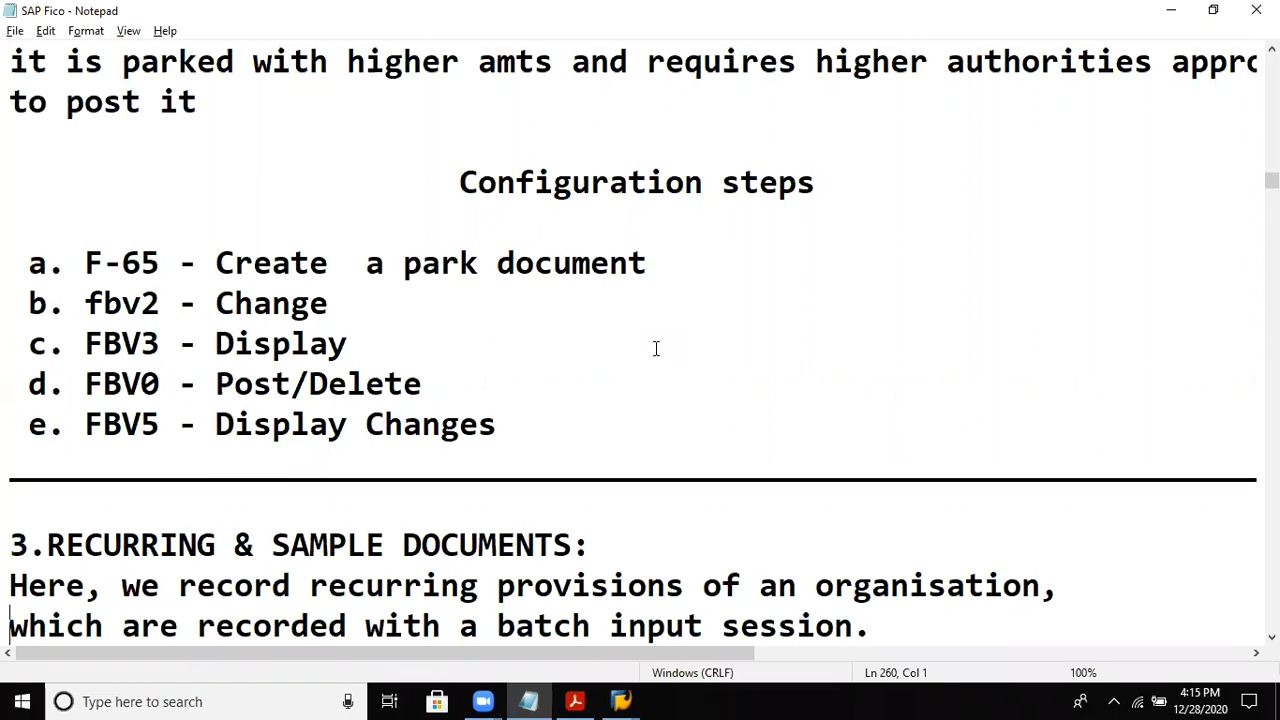 SAP Fico - Notepad
File Edit Format View Help
it is parked with higher amts and requires higher authorities appro
to post it
Configuration steps
a. F-65 - Create  a park document
b. fbv2 - Change
c. FBV3 - Display
d. FBV0 - Post/Delete
e. FBV5 - Display Changes
3.RECURRING & SAMPLE DOCUMENTS:
Here, we record recurring provisions of an organisation,
which are recorded with a batch input session.
Windows (CRLF) Ln 260, Col 1 100%
Type here to search
4:15 PM
12/28/2020